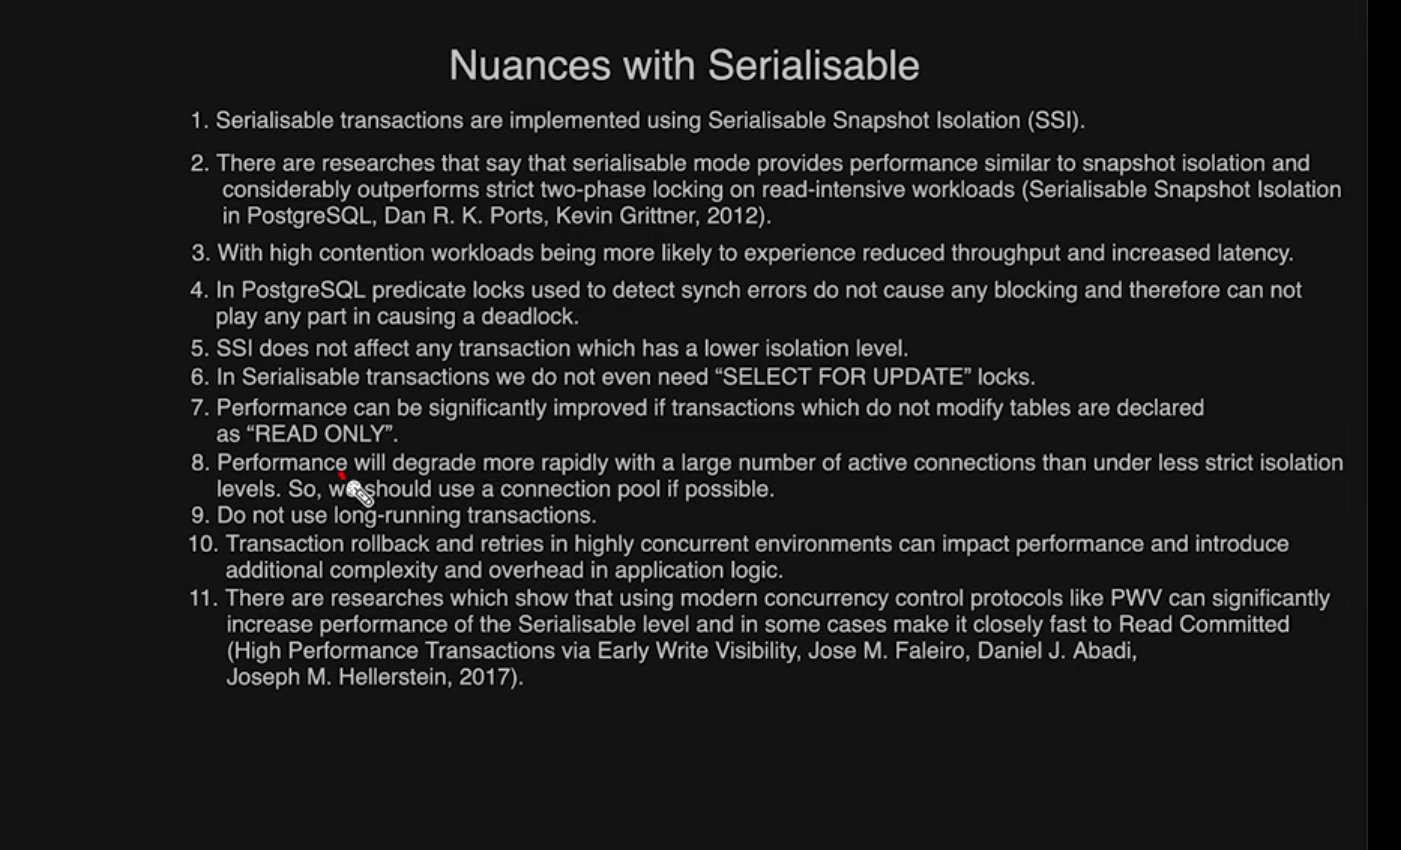 Nuances with Serialisable
1. Serialisable transactions are implemented using Serialisable Snapshot Isolation (SSI).
2. There are researches that say that serialisable mode provides performance similar to snapshot isolation and
considerably outperforms strict two-phase locking on read-intensive workloads (Serialisable Snapshot Isolation
in PostgreSQL, Dan R. K. Ports, Kevin Grittner, 2012).
3. With high contention workloads being more likely to experience reduced throughput and increased latency.
4. In PostgreSQL predicate locks used to detect synch errors do not cause any blocking and therefore can not
play any part in causing a deadlock.
5. SSI does not affect any transaction which has a lower isolation level.
6. In Serialisable transactions we do not even need “SELECT FOR UPDATE” locks.
7. Performance can be significantly improved if transactions which do not modify tables are declared
as “READ ONLY”.
8. Performance will degrade more rapidly with a large number of active connections than under less strict isolation
levels. So, we should use a connection pool if possible.
9. Do not use long-running transactions.
10. Transaction rollback and retries in highly concurrent environments can impact performance and introduce
additional complexity and overhead in application logic.
11. There are researches which show that using modern concurrency control protocols like PWV can significantly
increase performance of the Serialisable level and in some cases make it closely fast to Read Committed
(High Performance Transactions via Early Write Visibility, Jose M. Faleiro, Daniel J. Abadi,
Joseph M. Hellerstein, 2017).